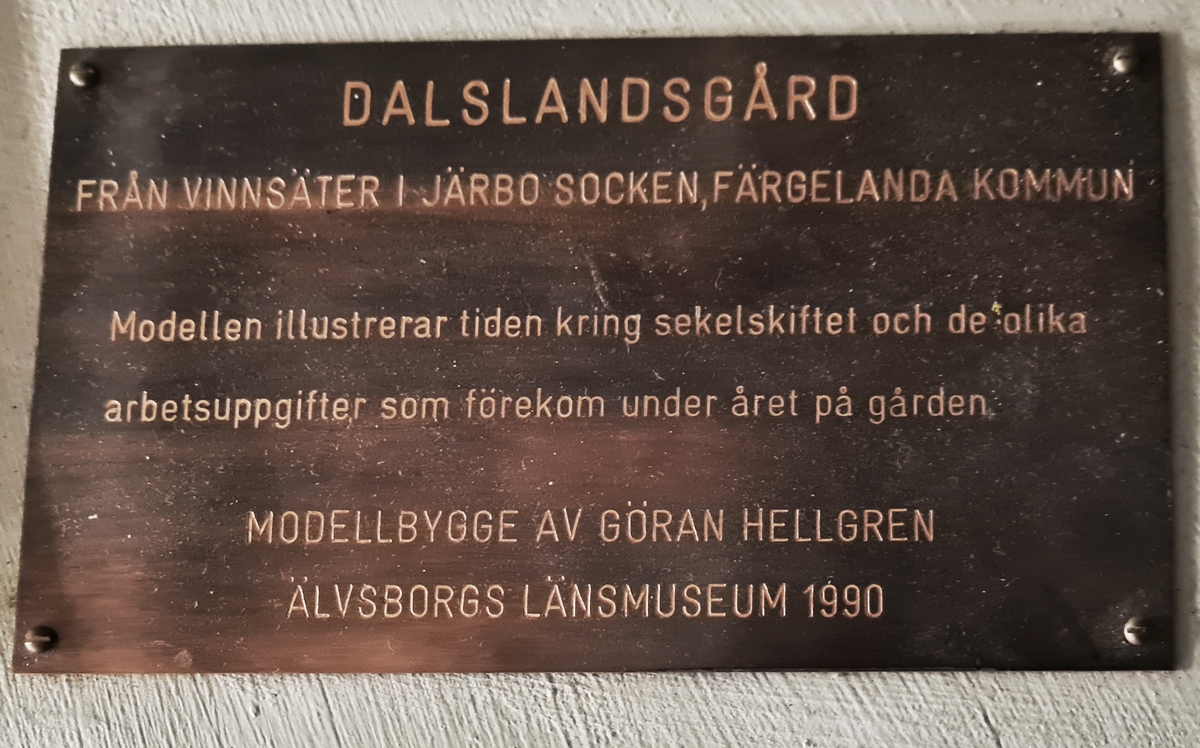 DALSLANDSGÅRD
FRÅN VINNSÄTER I JÄRBO SOCKEN, FÄRGELANDA KOMMUN
Modellen illustrerar tiden kring sekelskiftet och de olika
arbetsuppgifter som förekom under året på gården.
MODELLBYGGE AV GÖRAN HELLGREN
ÄLVSBORGS LÄNSMUSEUM 1990